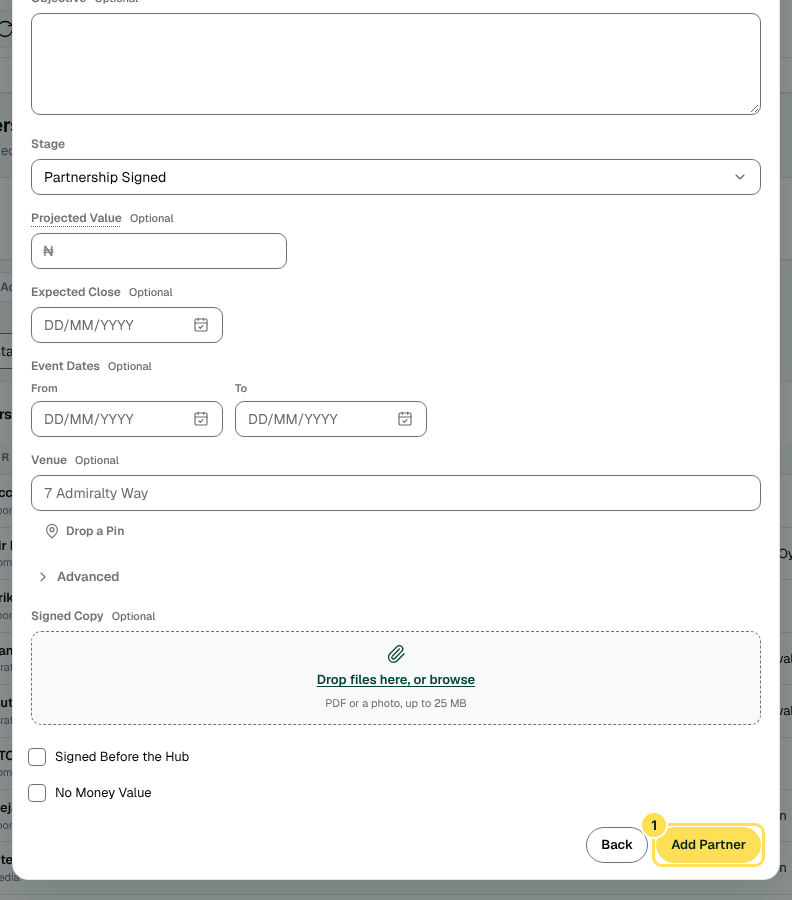 Objective Optional
Stage
Partnership Signed
Projected Value Optional
₦
Expected Close Optional
DD/MM/YYYY
Event Dates Optional
From To
DD/MM/YYYY DD/MM/YYYY
Venue Optional
7 Admiralty Way
Drop a Pin
Advanced
Signed Copy Optional
Drop files here, or browse
PDF or a photo, up to 25 MB
Signed Before the Hub
No Money Value
1
Back Add Partner